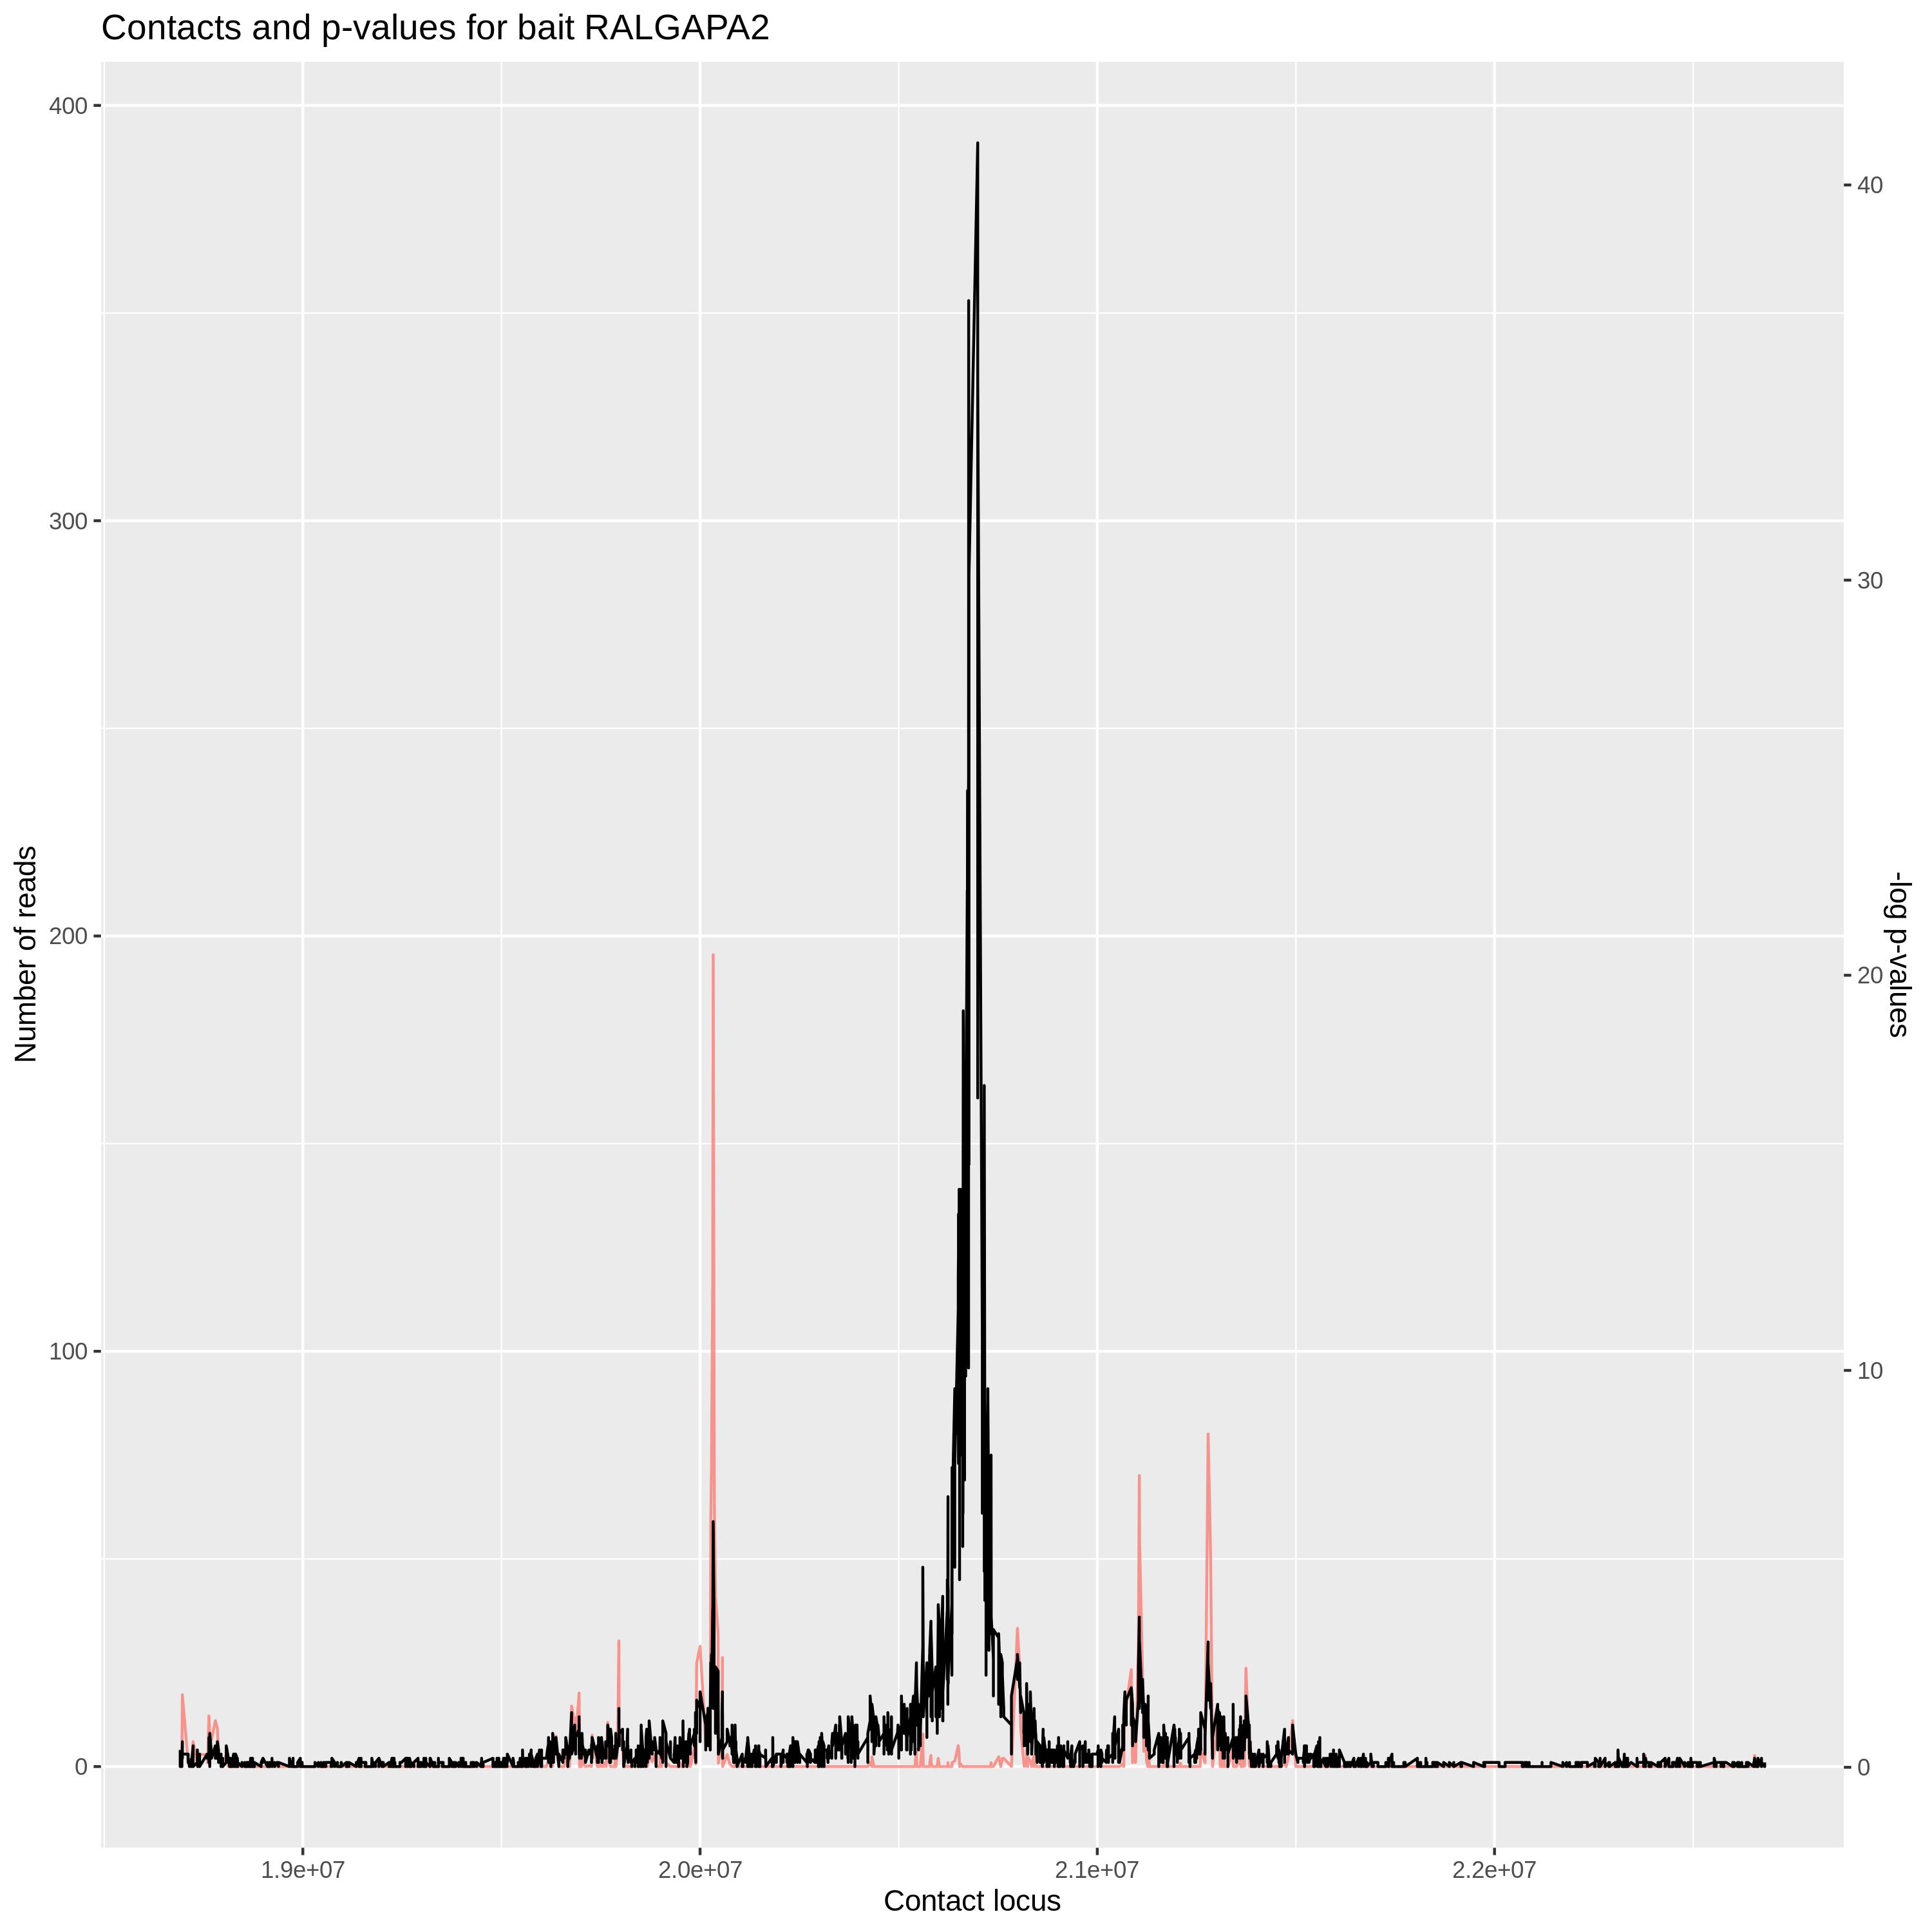 Contacts and p-values for bait RALGAPA2
400
300
200
100
0
Number of reads
40
30
20
10
0
-log p-values
1.9e+07 2.0e+07 2.1e+07 2.2e+07
Contact locus